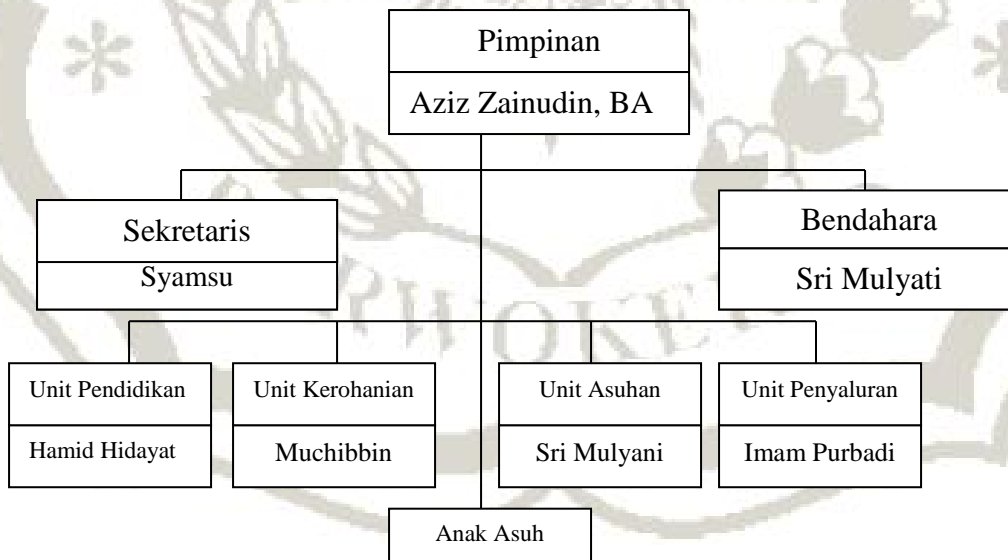 Pimpinan
Aziz Zainudin, BA
Sekretaris
Syamsu
Bendahara
Sri Mulyati
Unit Pendidikan
Hamid Hidayat
Unit Kerohanian
Muchibbin
Unit Asuhan
Sri Mulyani
Unit Penyaluran
Imam Purbadi
Anak Asuh